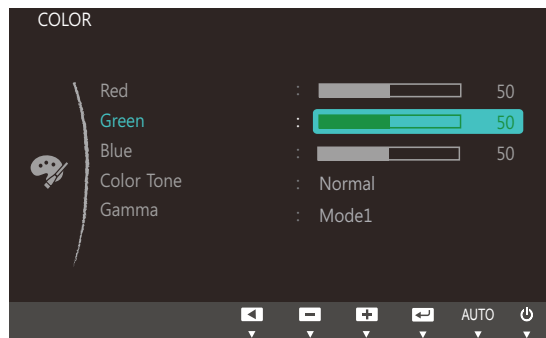 COLOR
Red : 50
Green : 50
Blue : 50
Color Tone : Normal
Gamma : Mode1
AUTO